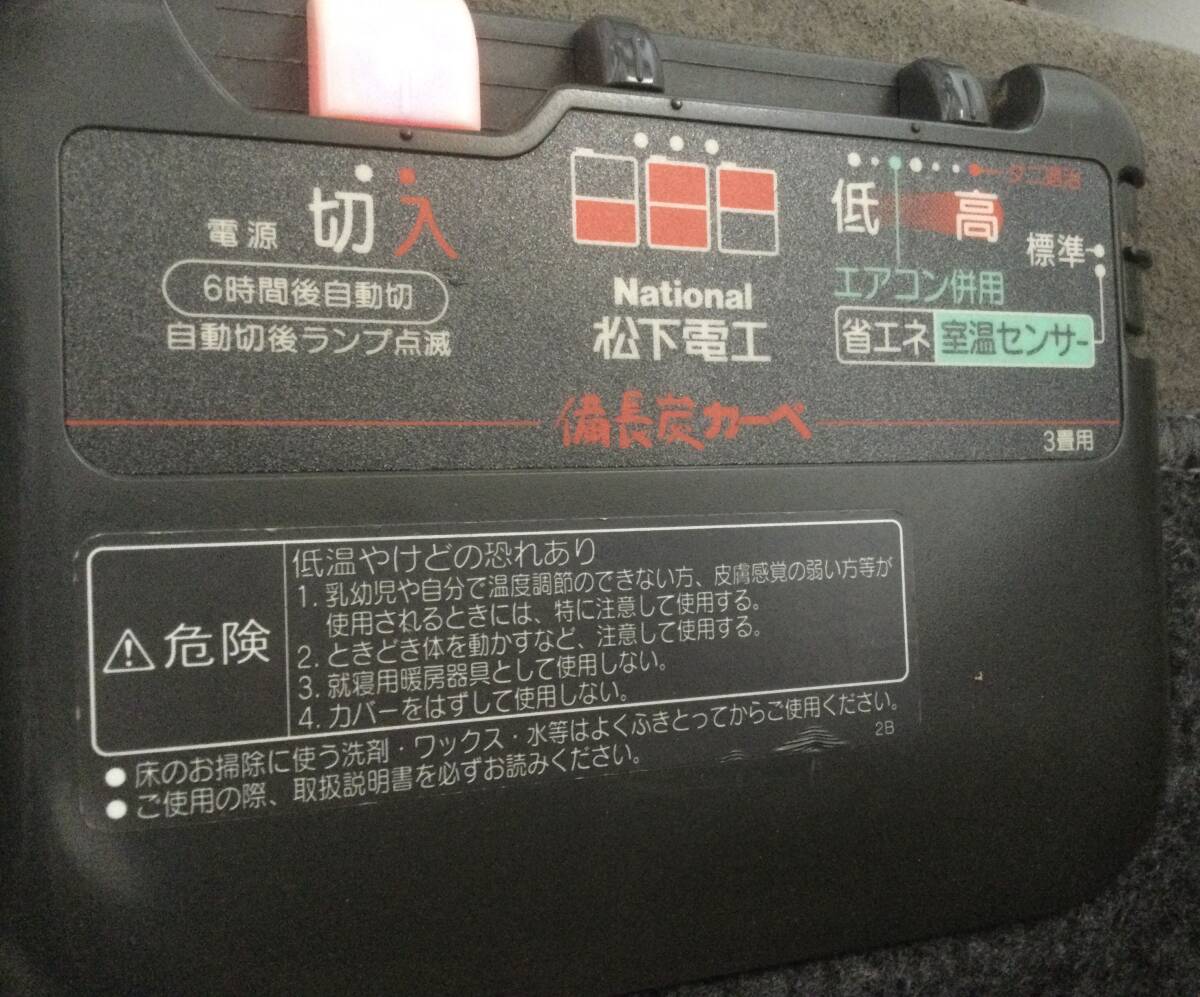 電源 切 入
6時間後自動切
自動切後ランプ点滅
National
松下電工
ダニ退治
低 高
標準
エアコン併用
省エネ 室温センサー
備長炭カーペ
3畳用
危険
低温やけどの恐れあり
1. 乳幼児や自分で温度調節のできない方、皮膚感覚の弱い方等が
使用されるときには、特に注意して使用する。
2. ときどき体を動かすなど、注意して使用する。
3. 就寝用暖房器具として使用しない。
4. カバーをはずして使用しない。
● 床のお掃除に使う洗剤・ワックス・水等はよくふきとってからご使用ください。
● ご使用の際、取扱説明書を必ずお読みください。
2B